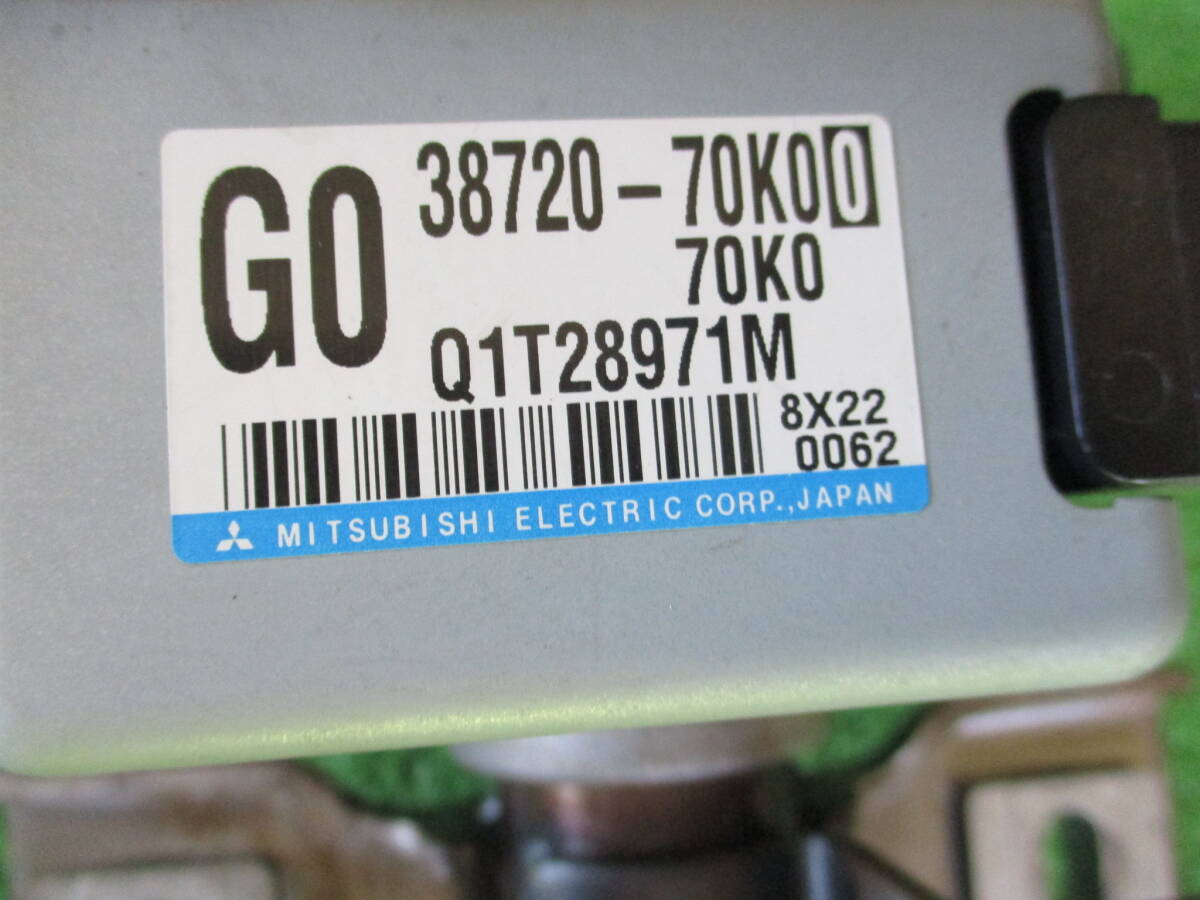 G0 38720-70K00
70K0
Q1T28971M
8X22
0062
MITSUBISHI ELECTRIC CORP.,JAPAN